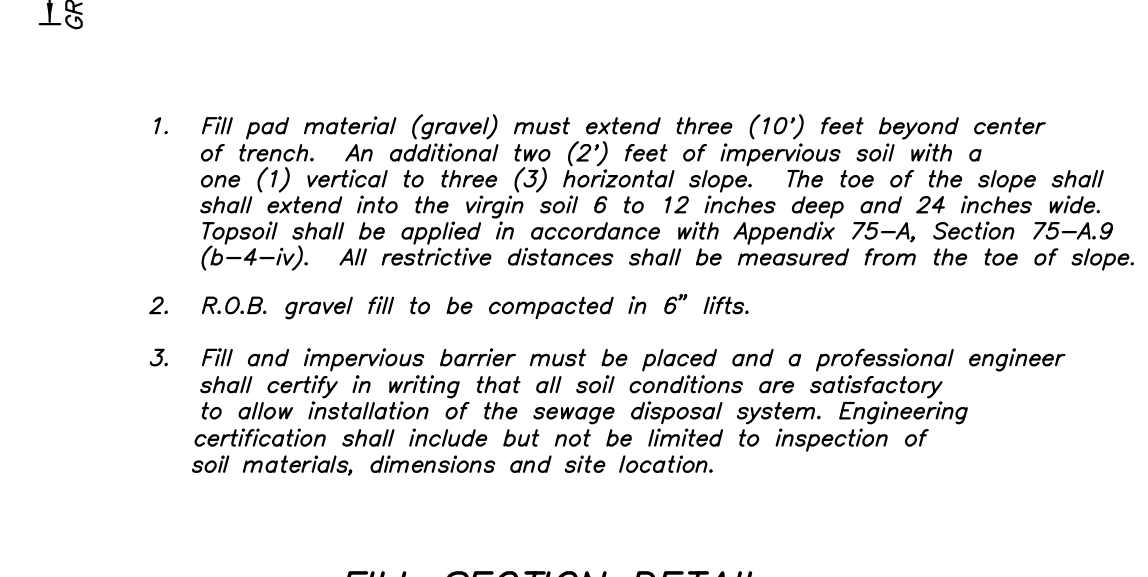 GR
1. Fill pad material (gravel) must extend three (10') feet beyond center
of trench. An additional two (2') feet of impervious soil with a
one (1) vertical to three (3) horizontal slope. The toe of the slope shall
shall extend into the virgin soil 6 to 12 inches deep and 24 inches wide.
Topsoil shall be applied in accordance with Appendix 75-A, Section 75-A.9
(b-4-iv). All restrictive distances shall be measured from the toe of slope.
2. R.O.B. gravel fill to be compacted in 6" lifts.
3. Fill and impervious barrier must be placed and a professional engineer
shall certify in writing that all soil conditions are satisfactory
to allow installation of the sewage disposal system. Engineering
certification shall include but not be limited to inspection of
soil materials, dimensions and site location.
FILL SECTION DETAIL